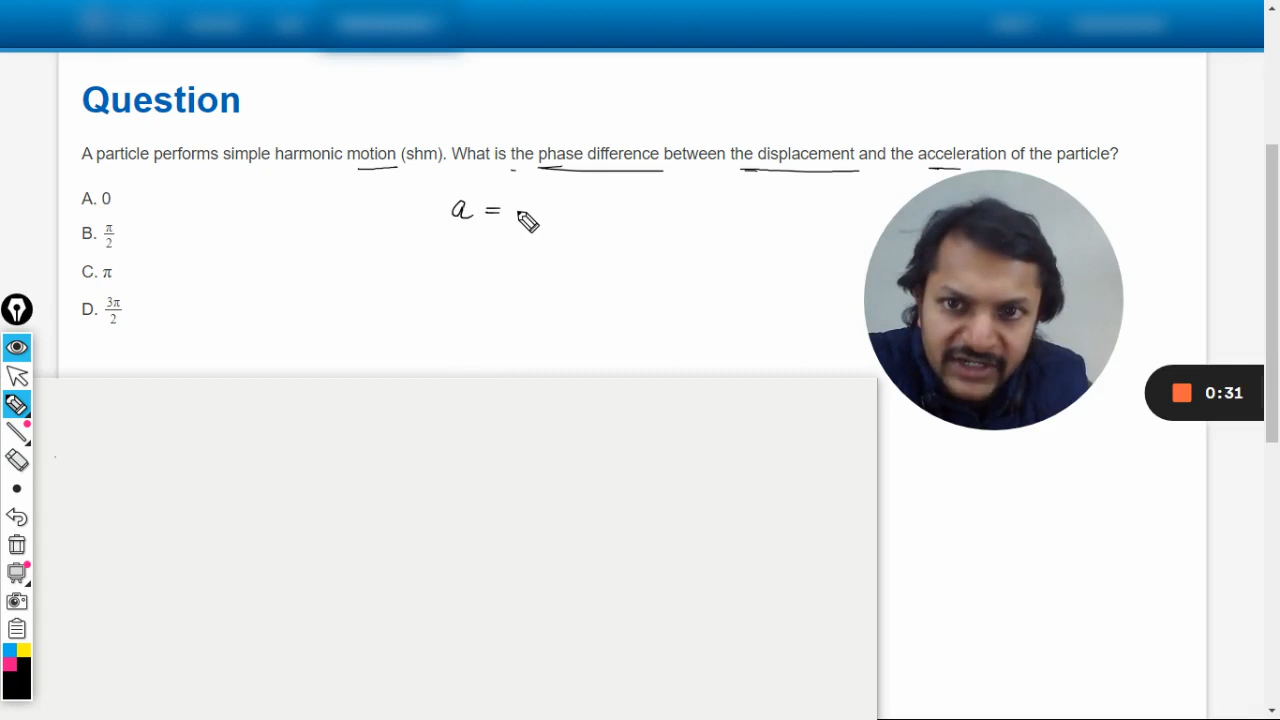 Question
A particle performs simple harmonic motion (shm). What is the phase difference between the displacement and the acceleration of the particle?
A. 0
B. π/2
C. π
D. 3π/2
a =
0:31